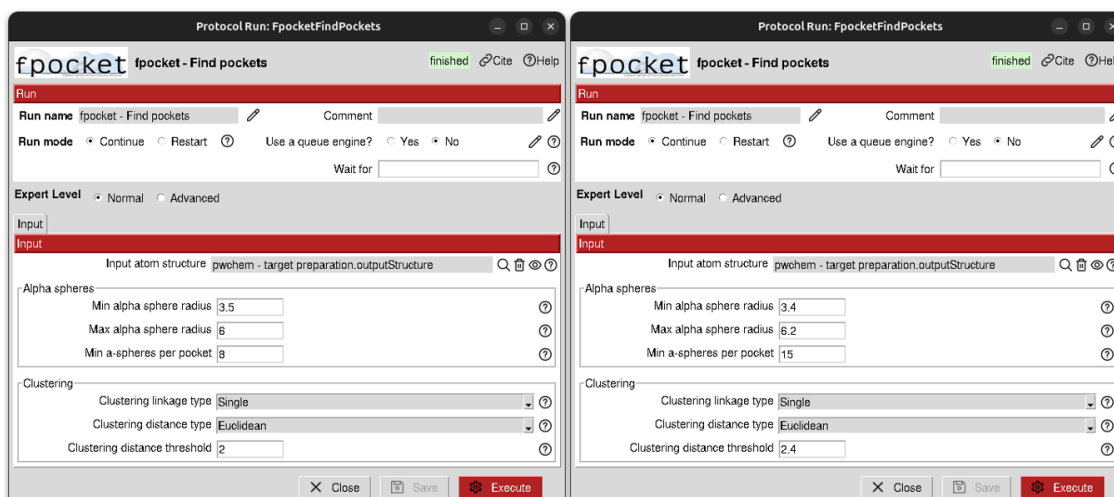 Protocol Run: FpocketFindPockets
fpocket fpocket - Find pockets finished Cite Help
Run
Run name fpocket - Find pockets Comment
Run mode Continue Restart Use a queue engine? Yes No
Wait for
Expert Level Normal Advanced
Input
Input
Input atom structure pwchem - target preparation.outputStructure
Alpha spheres
Min alpha sphere radius 3.5
Max alpha sphere radius 6
Min a-spheres per pocket 8
Clustering
Clustering linkage type Single
Clustering distance type Euclidean
Clustering distance threshold 2
Close Save Execute
Protocol Run: FpocketFindPockets
fpocket fpocket - Find pockets finished Cite Hel
Run
Run name fpocket - Find pockets Comment
Run mode Continue Restart Use a queue engine? Yes No
Wait for
Expert Level Normal Advanced
Input
Input
Input atom structure pwchem - target preparation.outputStructure
Alpha spheres
Min alpha sphere radius 3.4
Max alpha sphere radius 6.2
Min a-spheres per pocket 15
Clustering
Clustering linkage type Single
Clustering distance type Euclidean
Clustering distance threshold 2.4
Close Save Execute